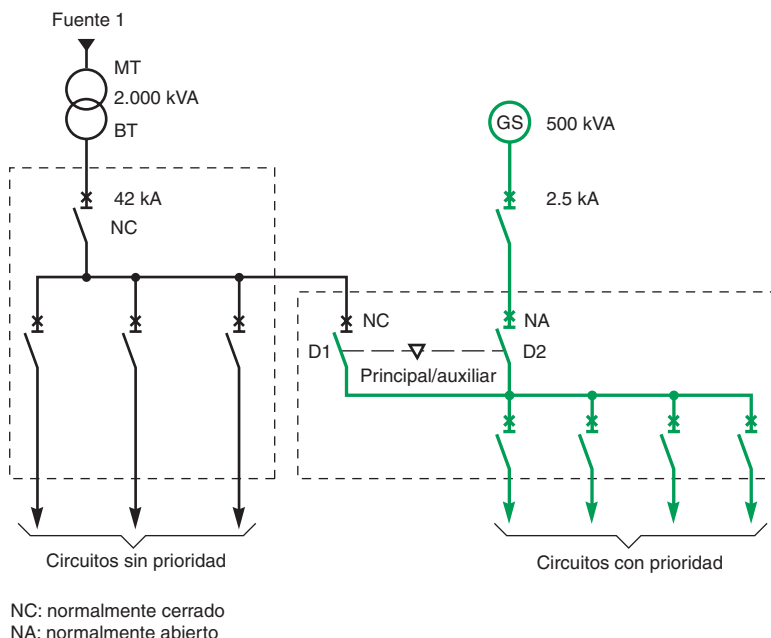 Fuente 1
MT
2.000 kVA
BT
GS
500 kVA
42 kA
NC
2.5 kA
NC
NA
D1
D2
Principal/auxiliar
Circuitos sin prioridad
Circuitos con prioridad
NC: normalmente cerrado
NA: normalmente abierto